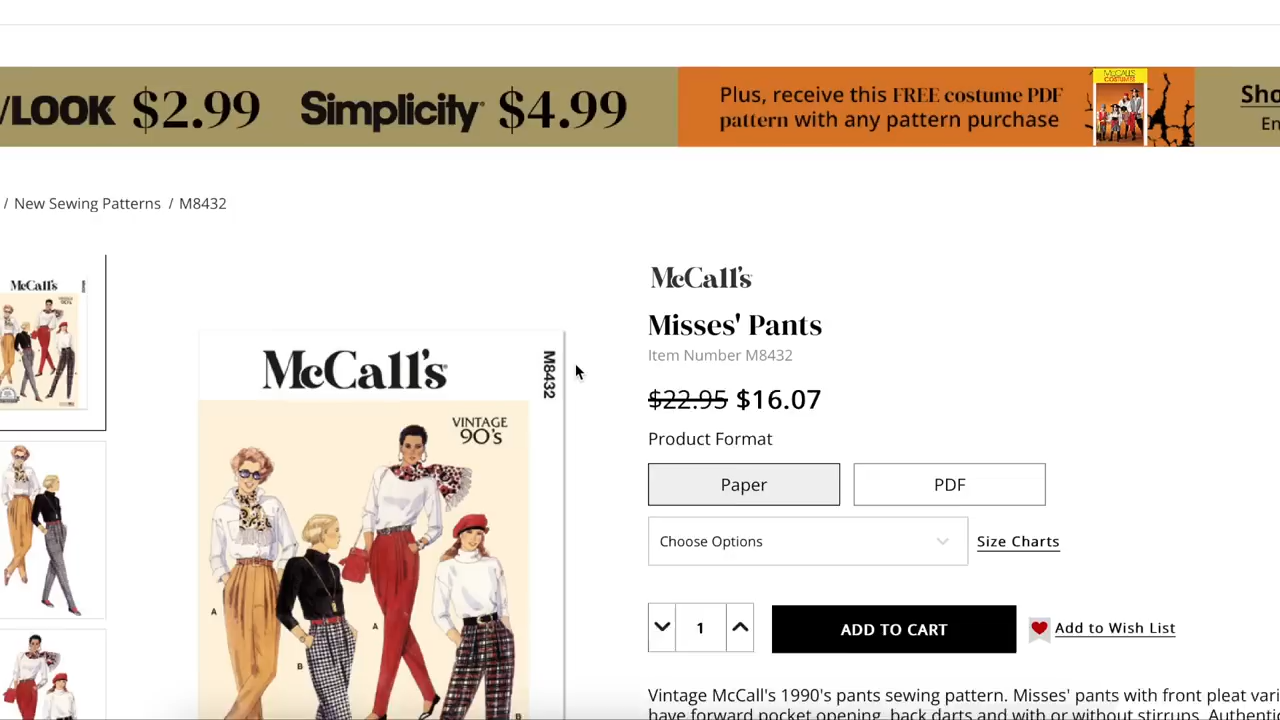 LOOK $2.99 Simplicity $4.99
Plus, receive this FREE costume PDF
pattern with any pattern purchase
McCALL'S
COSTUMES
/ New Sewing Patterns / M8432
McCall's
VINTAGE
90's
McCall's
M8432
VINTAGE
90's
A
B
A
B
McCall's
Misses' Pants
Item Number M8432
$22.95 $16.07
Product Format
Paper PDF
Choose Options Size Charts
1 ADD TO CART Add to Wish List
Vintage McCall's 1990's pants sewing pattern. Misses' pants with front pleat vari
have forward pocket opening, back darts and with or without stirrups. Authenti